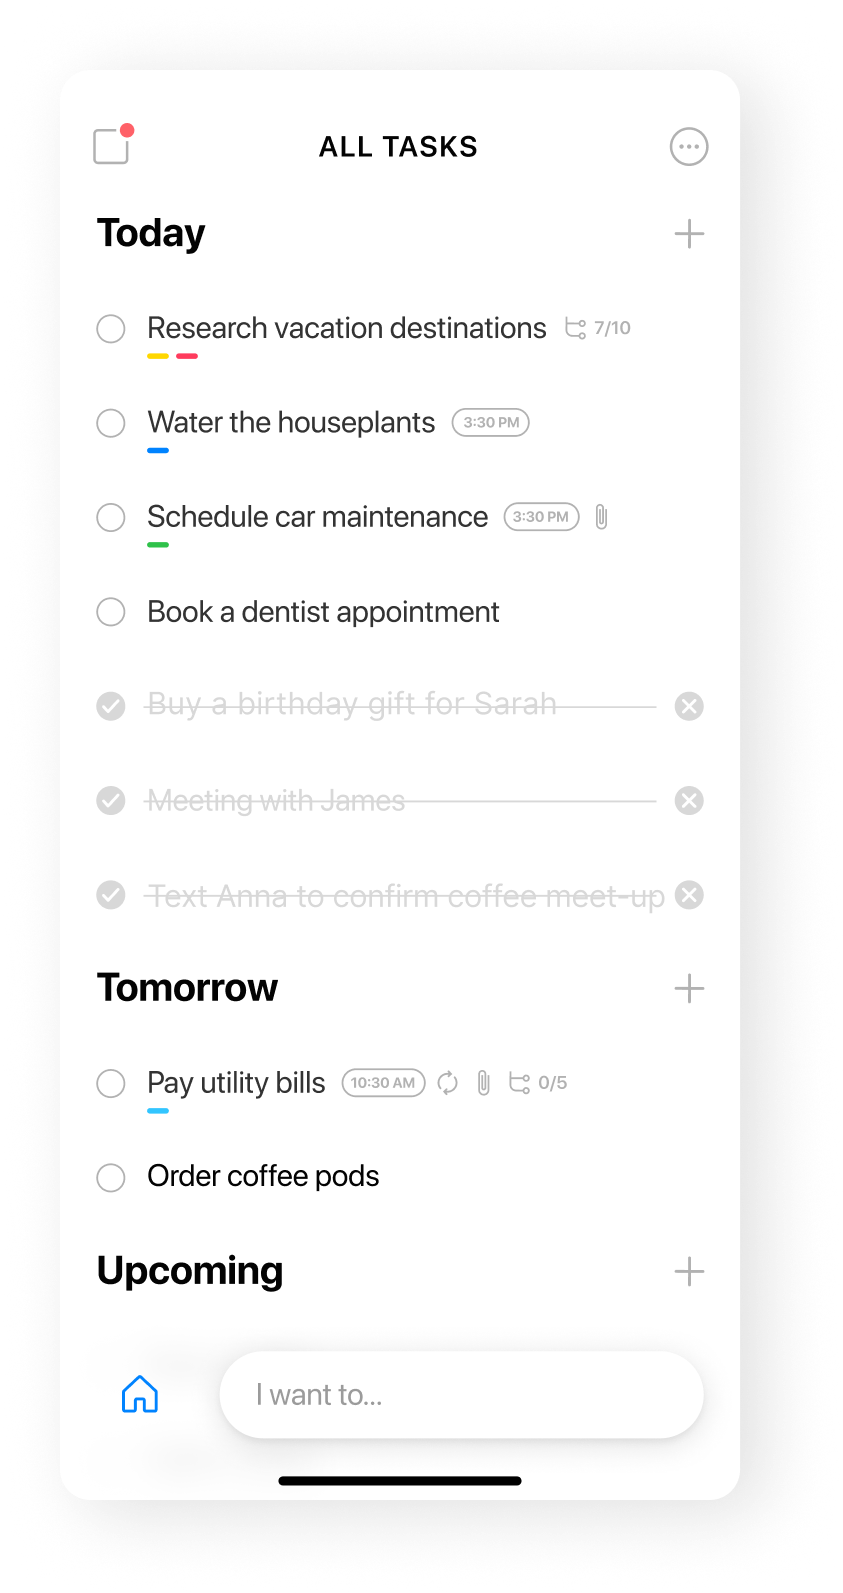 ALL TASKS
Today
Research vacation destinations 7/10
Water the houseplants 3:30 PM
Schedule car maintenance 3:30 PM
Book a dentist appointment
Buy a birthday gift for Sarah
Meeting with James
Text Anna to confirm coffee meet-up
Tomorrow
Pay utility bills 10:30 AM 0/5
Order coffee pods
Upcoming
I want to...